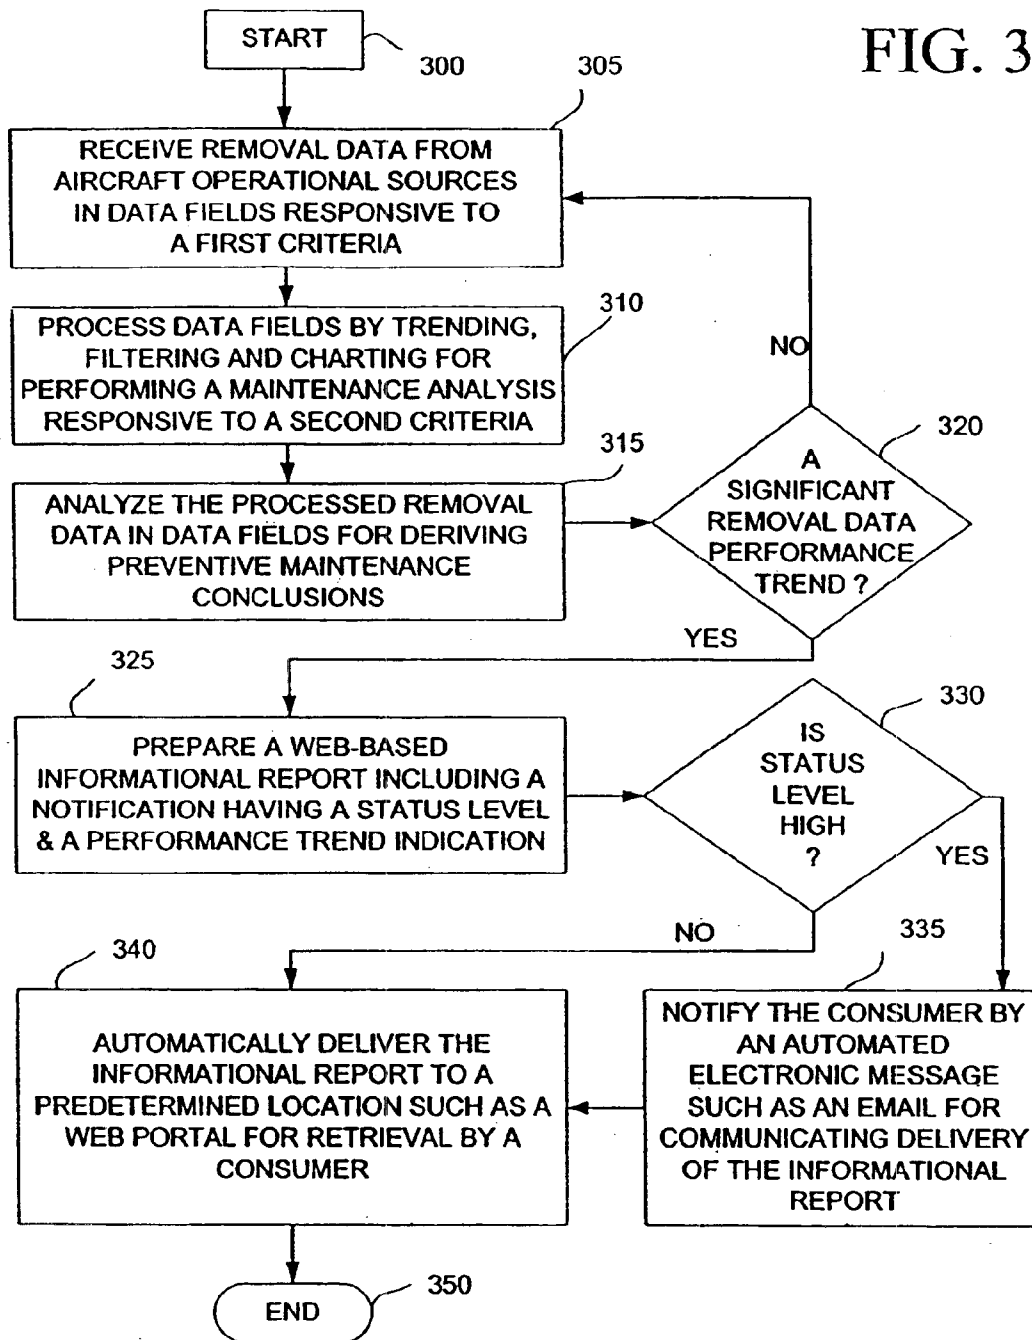 FIG. 3
START
300
305
RECEIVE REMOVAL DATA FROM
AIRCRAFT OPERATIONAL SOURCES
IN DATA FIELDS RESPONSIVE TO
A FIRST CRITERIA
310
PROCESS DATA FIELDS BY TRENDING,
FILTERING AND CHARTING FOR
PERFORMING A MAINTENANCE ANALYSIS
RESPONSIVE TO A SECOND CRITERIA
315
ANALYZE THE PROCESSED REMOVAL
DATA IN DATA FIELDS FOR DERIVING
PREVENTIVE MAINTENANCE
CONCLUSIONS
NO
320
A
SIGNIFICANT
REMOVAL DATA
PERFORMANCE
TREND ?
YES
325
PREPARE A WEB-BASED
INFORMATIONAL REPORT INCLUDING A
NOTIFICATION HAVING A STATUS LEVEL
& A PERFORMANCE TREND INDICATION
330
IS
STATUS
LEVEL
HIGH
?
YES
NO
335
NOTIFY THE CONSUMER BY
AN AUTOMATED
ELECTRONIC MESSAGE
SUCH AS AN EMAIL FOR
COMMUNICATING DELIVERY
OF THE INFORMATIONAL
REPORT
340
AUTOMATICALLY DELIVER THE
INFORMATIONAL REPORT TO A
PREDETERMINED LOCATION SUCH AS A
WEB PORTAL FOR RETRIEVAL BY A
CONSUMER
END
350